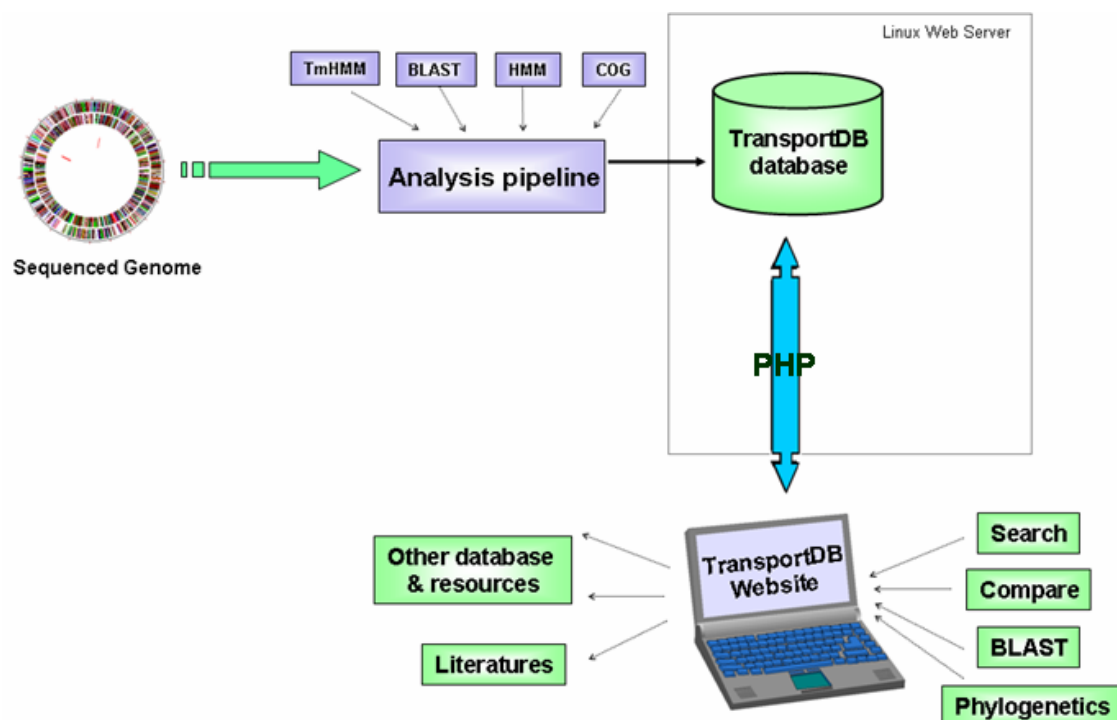 Linux Web Server
TmHMM
BLAST
HMM
COG
TransportDB
database
Analysis pipeline
Sequenced Genome
PHP
Search
Other database
& resources
TransportDB
Website
Compare
BLAST
Literatures
Phylogenetics